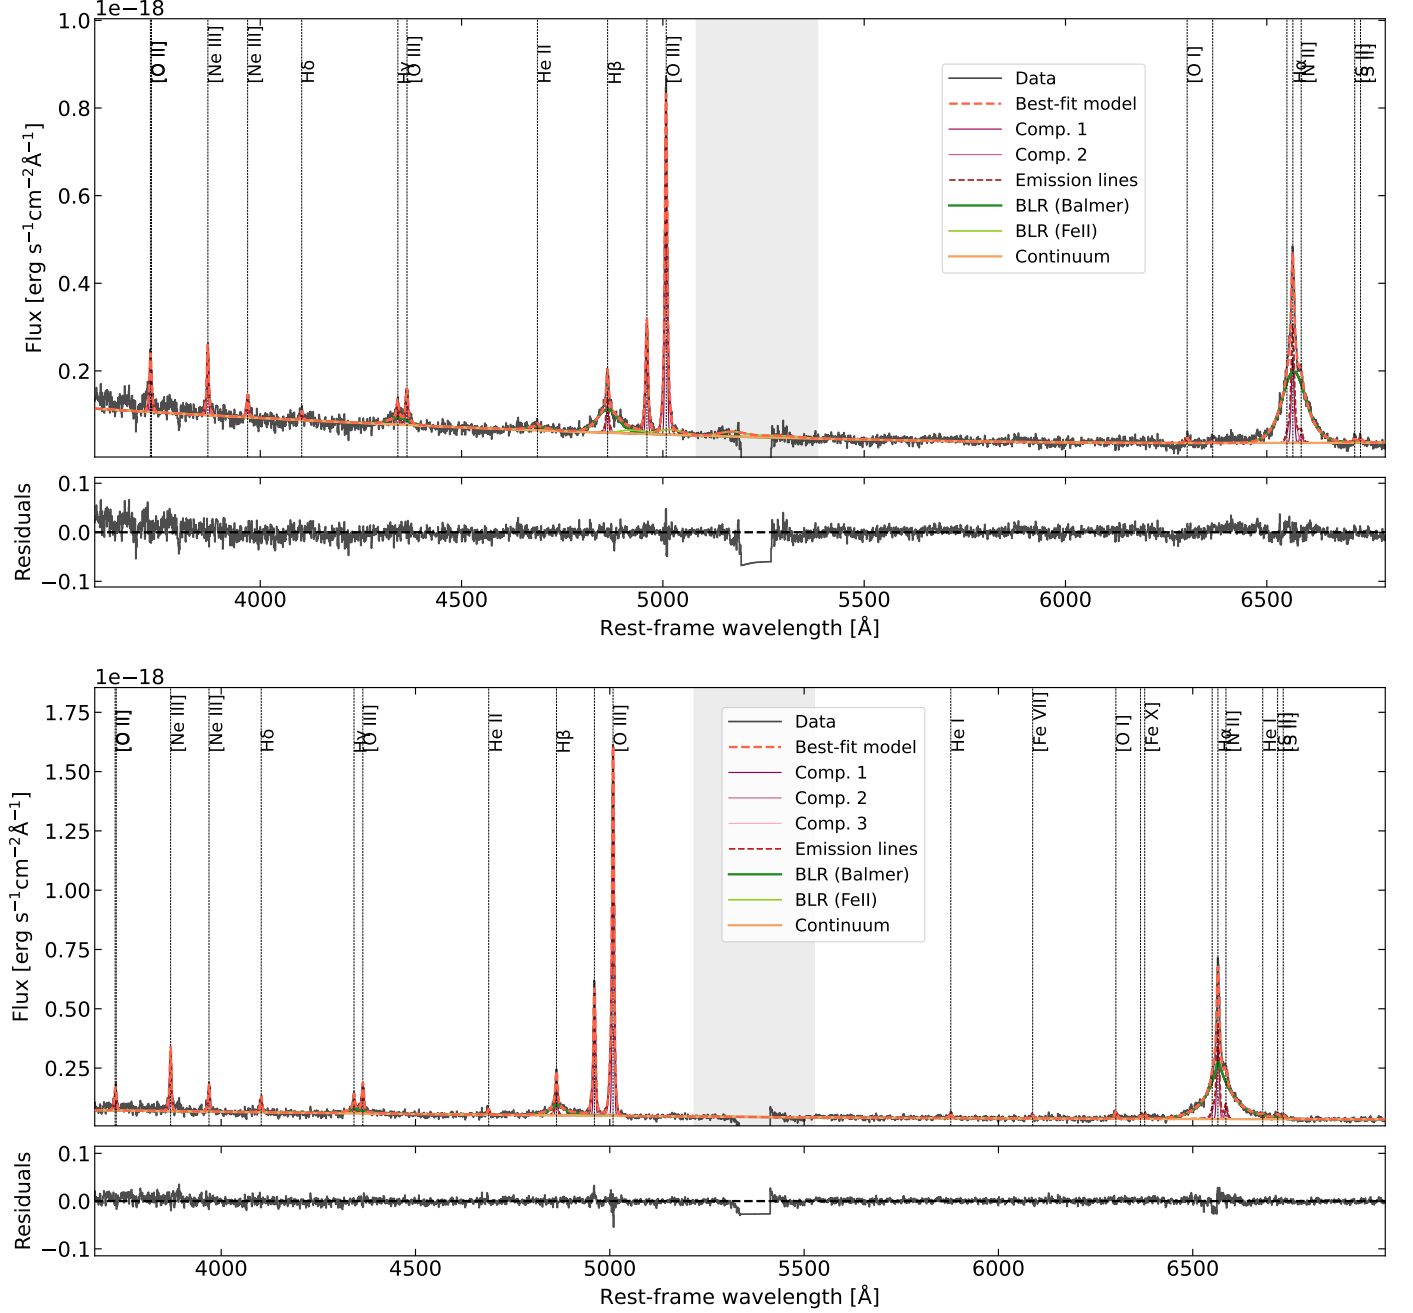 1e−18
[O II]
[Ne III]
[Ne III]
Hδ
Hγ
[O III]
He II
Hβ
[O III]
[O I]
Hα
[N II]
[S II]
[S II]
Data
Best-fit model
Comp. 1
Comp. 2
Emission lines
BLR (Balmer)
BLR (FeII)
Continuum
Flux [erg s−1cm−2Å−1]
1.0
0.8
0.6
0.4
0.2
Residuals
0.1
0.0
−0.1
4000 4500 5000 5500 6000 6500
Rest-frame wavelength [Å]
1e−18
[O II]
[Ne III]
[Ne III]
Hδ
Hγ
[O III]
He II
Hβ
[O III]
He I
[Fe VII]
[O I]
[Fe X]
Hα
[N II]
He I
[S II]
[S II]
Data
Best-fit model
Comp. 1
Comp. 2
Comp. 3
Emission lines
BLR (Balmer)
BLR (FeII)
Continuum
Flux [erg s−1cm−2Å−1]
1.75
1.50
1.25
1.00
0.75
0.50
0.25
Residuals
0.1
0.0
−0.1
4000 4500 5000 5500 6000 6500
Rest-frame wavelength [Å]